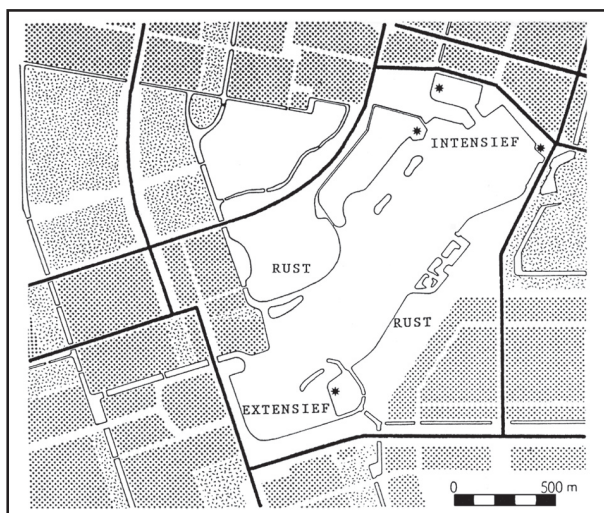 INTENSIEF
RUST
RUST
EXTENSIEF
0 500 m